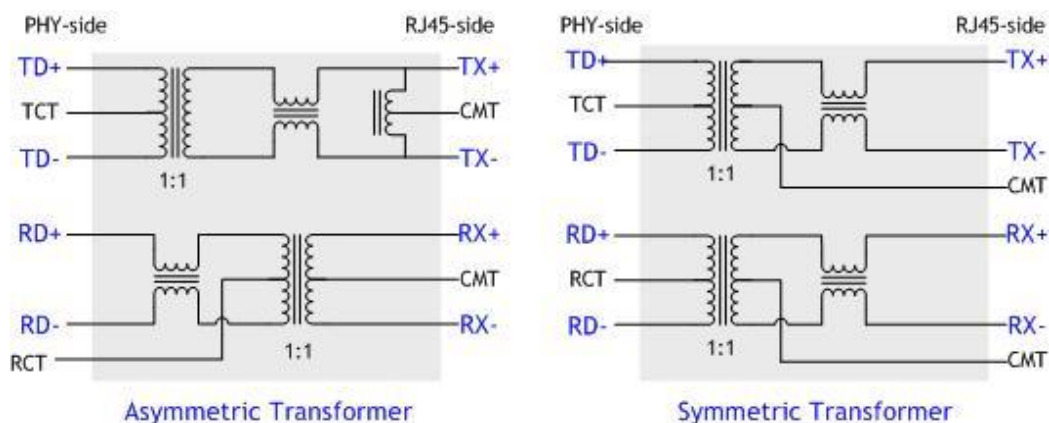 PHY-side RJ45-side
TD+ TX+
TCT CMT
TD- TX-
1:1
RD+ RX+
CMT
RD- RX-
RCT 1:1
Asymmetric Transformer
PHY-side RJ45-side
TD+ TX+
TCT
TD- TX-
1:1
CMT
RD+ RX+
RCT
RD- RX-
1:1
CMT
Symmetric Transformer